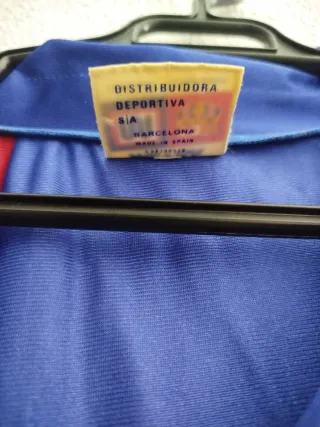 DISTRIBUIDORA
DEPORTIVA
S/A
BARCELONA
MADE IN SPAIN